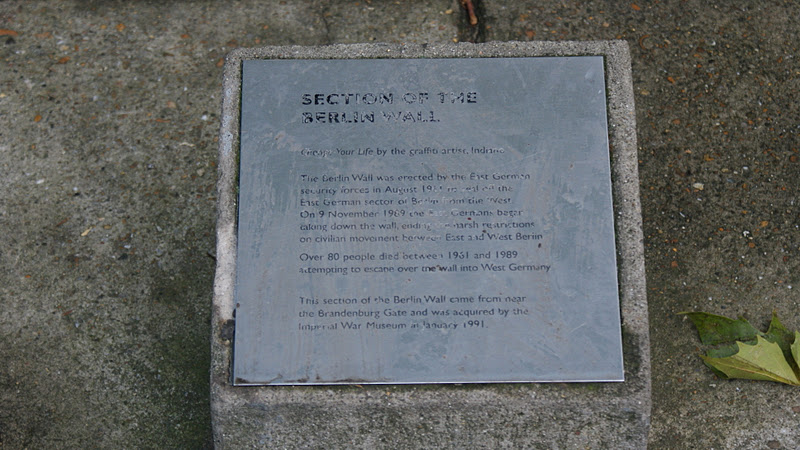 SECTION OF THE
BERLIN WALL
Change Your Life by the graffiti artist, Indiano
The Berlin Wall was erected by the East German
security forces in August 1961 to seal off the
East German sector of Berlin from the West.
On 9 November 1989 the East Germans began
taking down the wall, ending the harsh restrictions
on civilian movement between East and West Berlin
Over 80 people died between 1961 and 1989
attempting to escape over the wall into West Germany
This section of the Berlin Wall came from near
the Brandenburg Gate and was acquired by the
Imperial War Museum in January 1991.